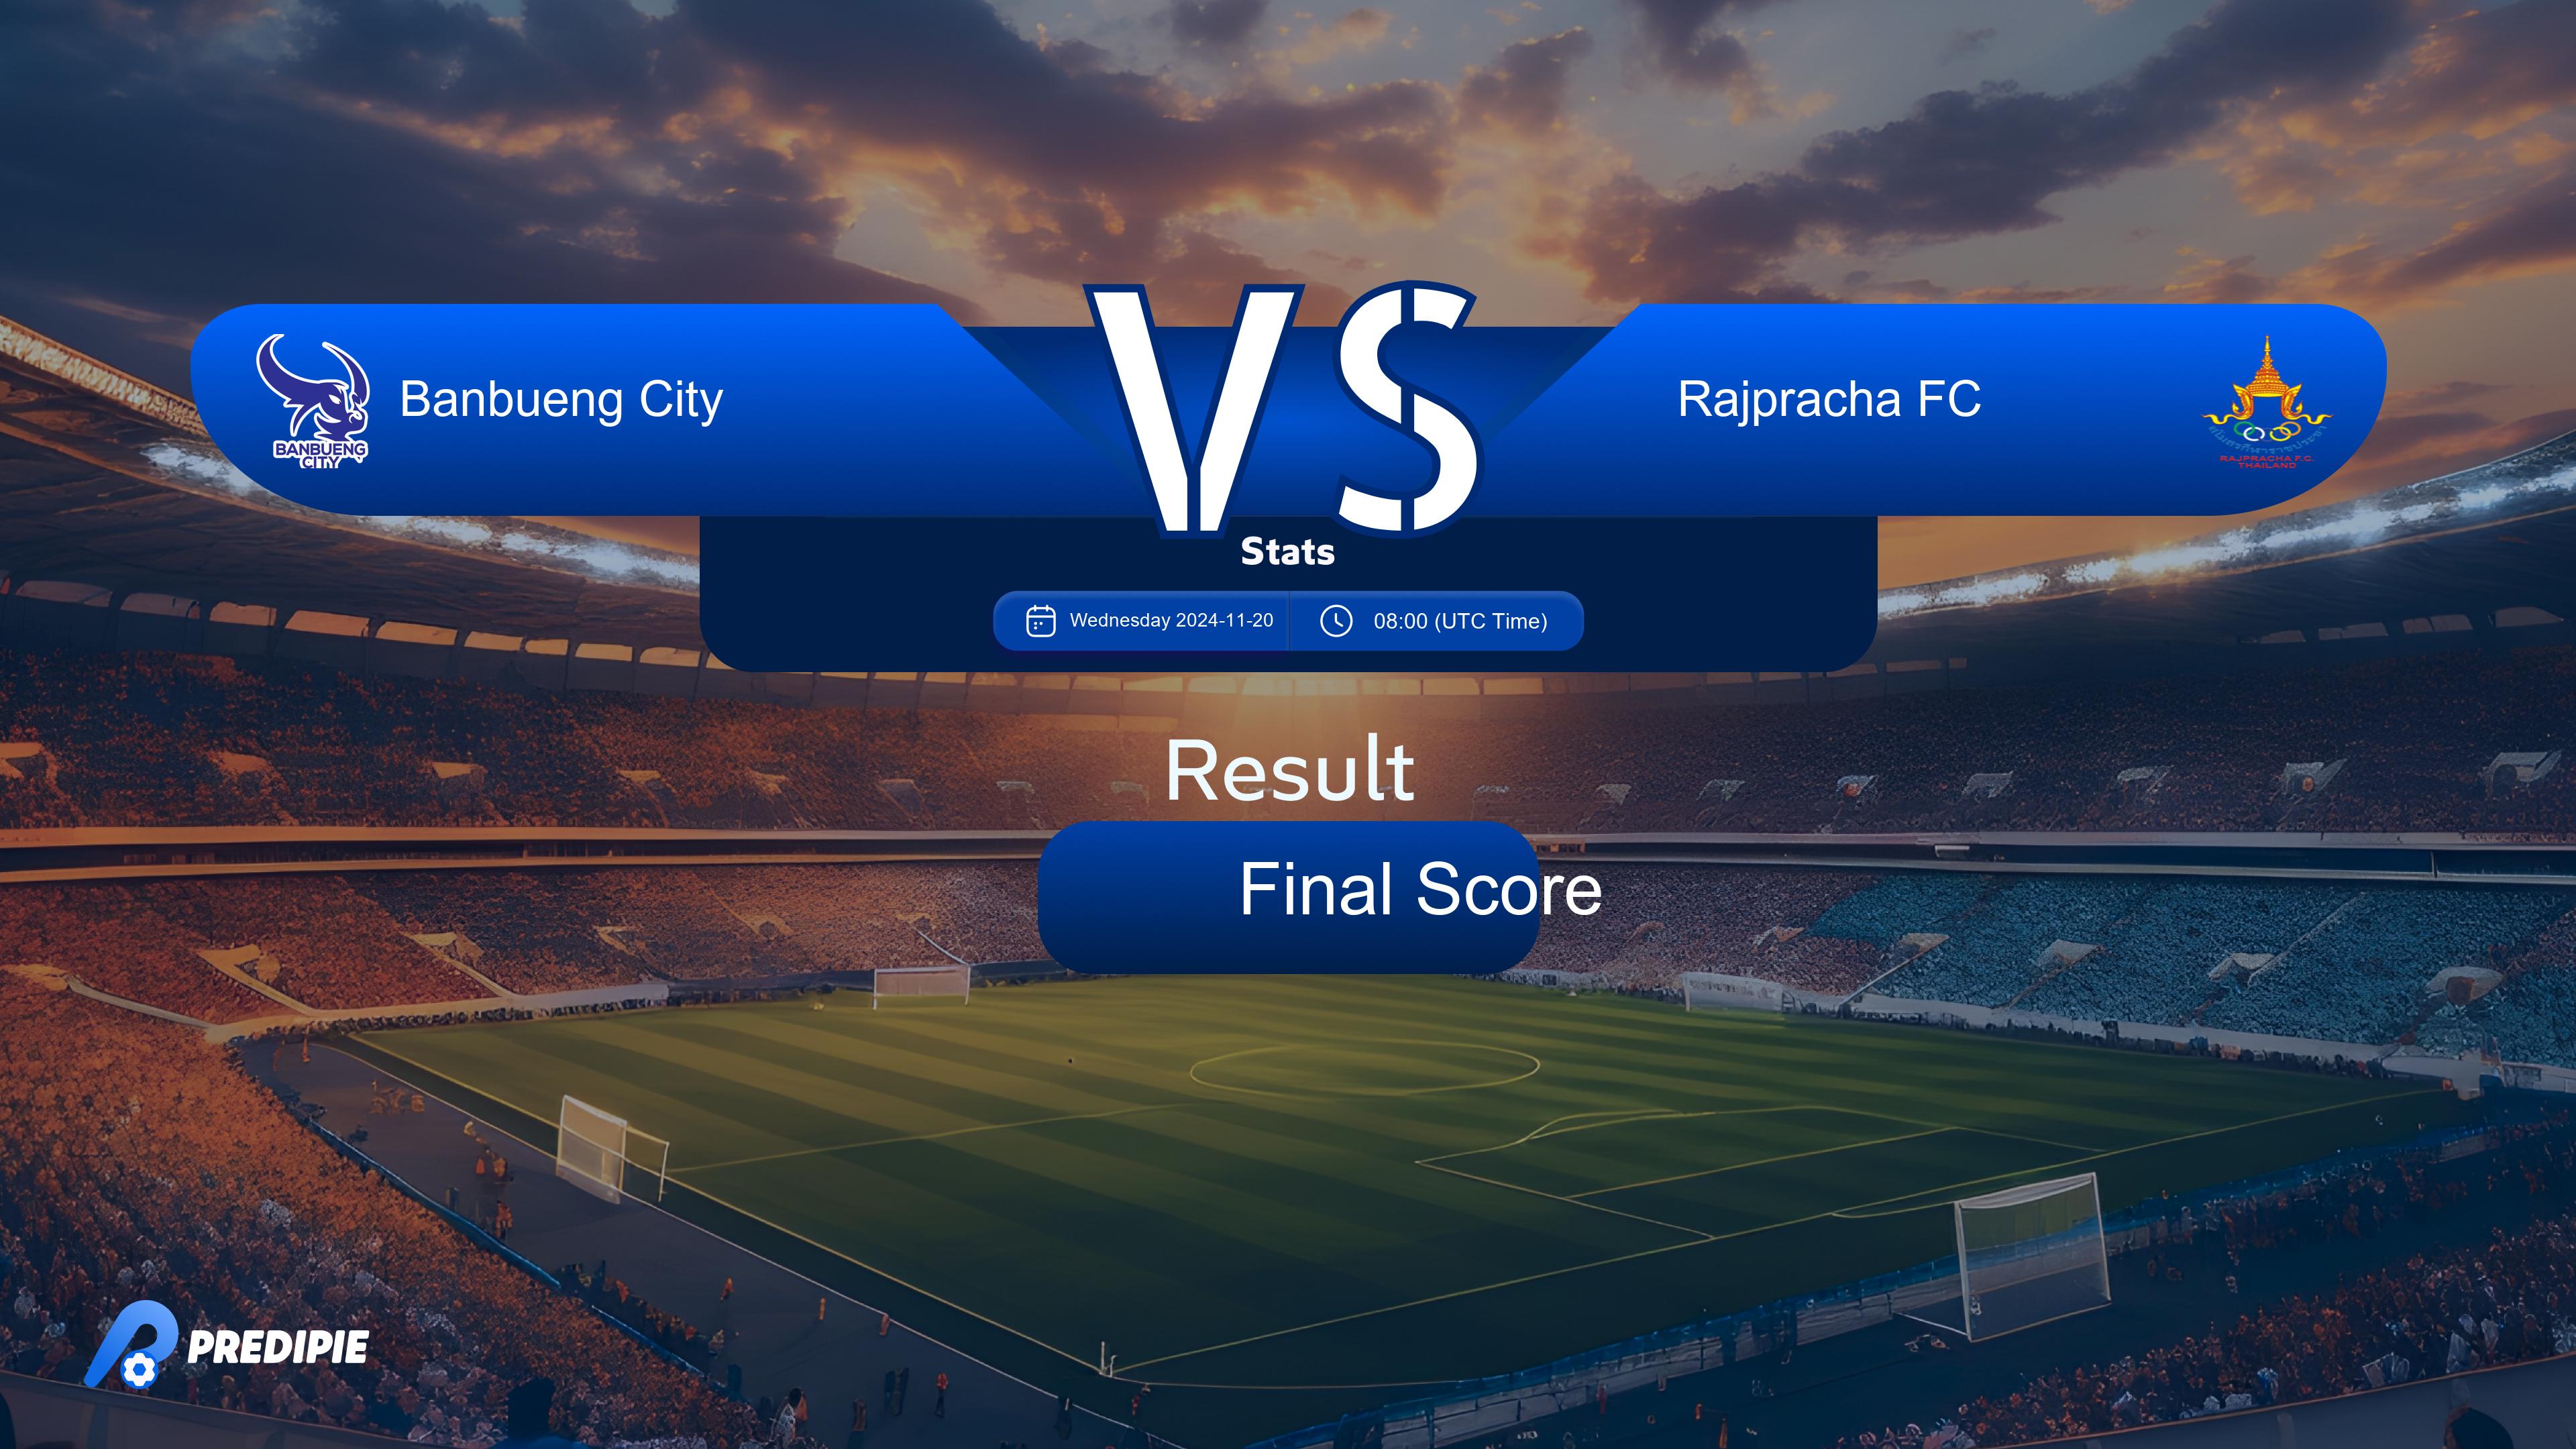 VS
Banbueng City
Rajpracha FC
BANBUENG
CITY
RAJPRACHA F.C.
THAILAND
Stats
Wednesday 2024-11-20
08:00 (UTC Time)
Result
Final Score
PREDIPIE